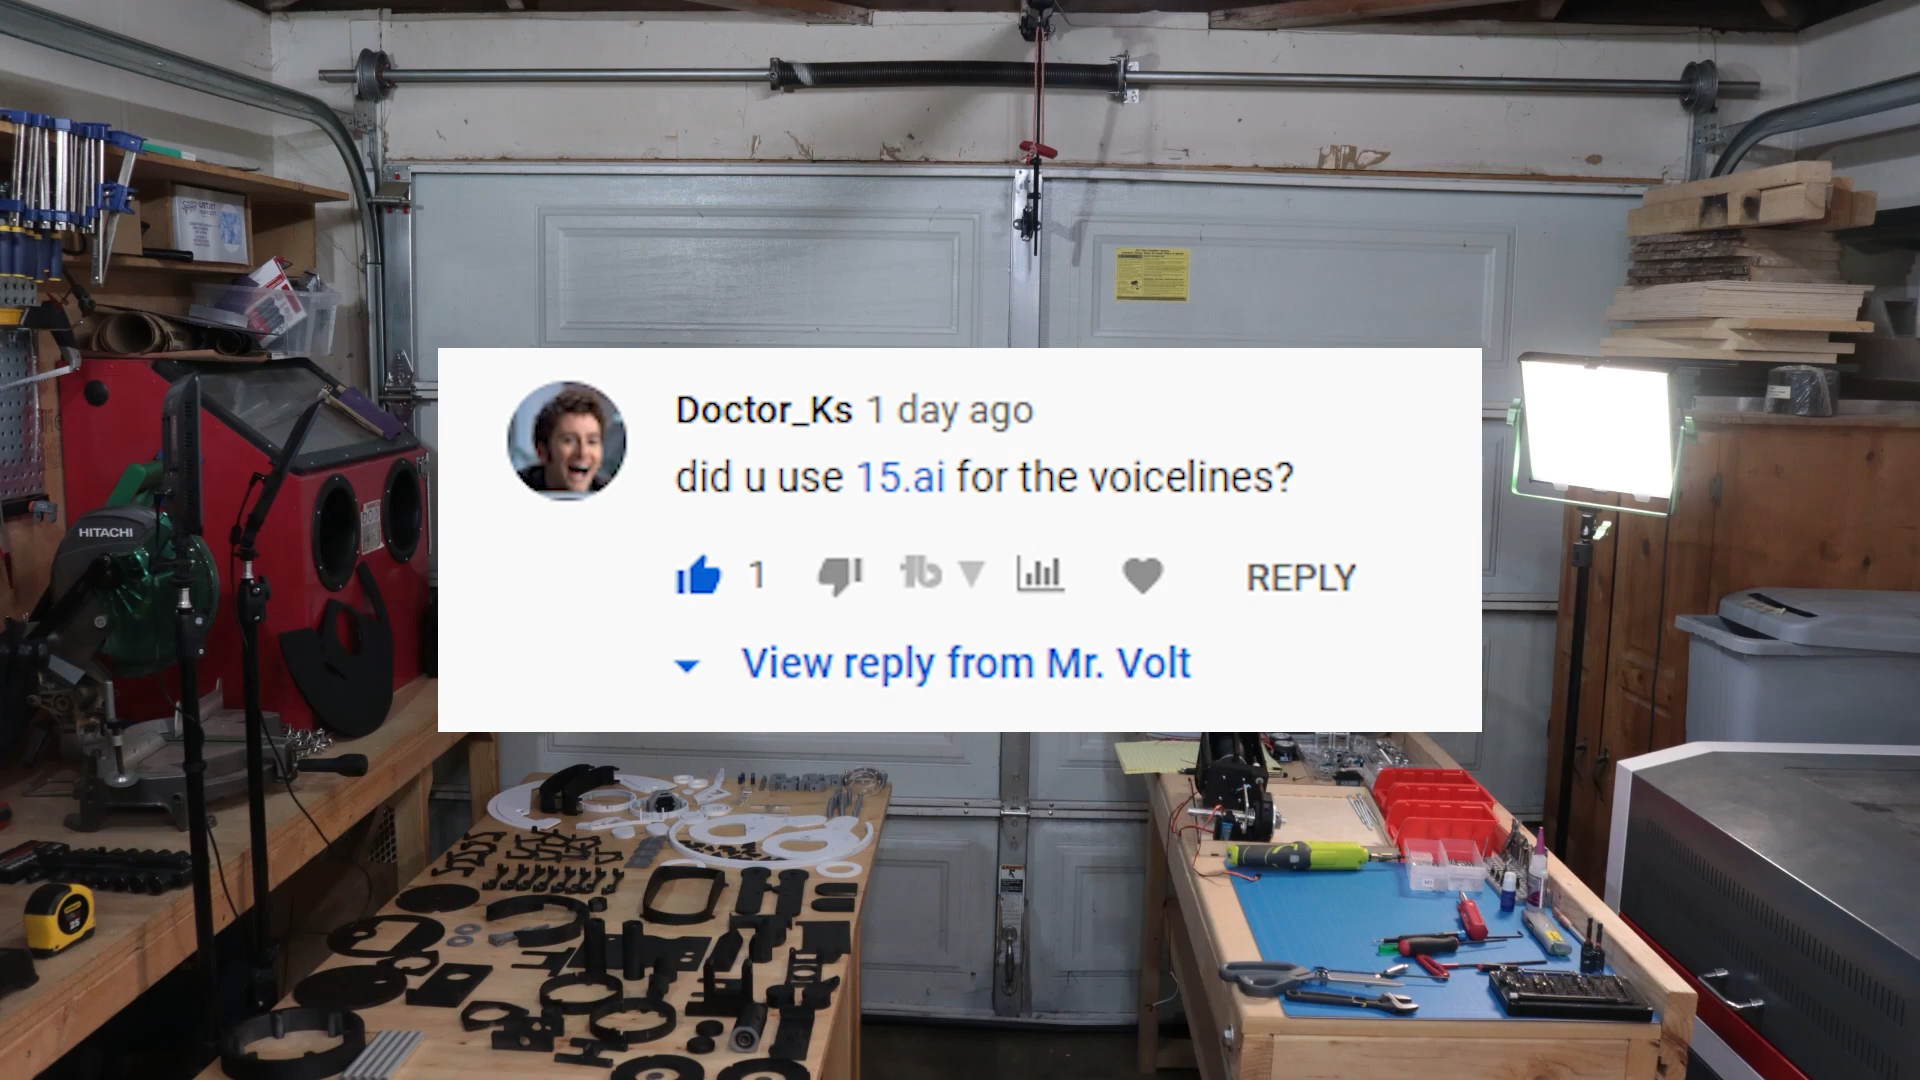 Doctor_Ks 1 day ago
did u use 15.ai for the voicelines?
1
REPLY
View reply from Mr. Volt
HITACHI
25'